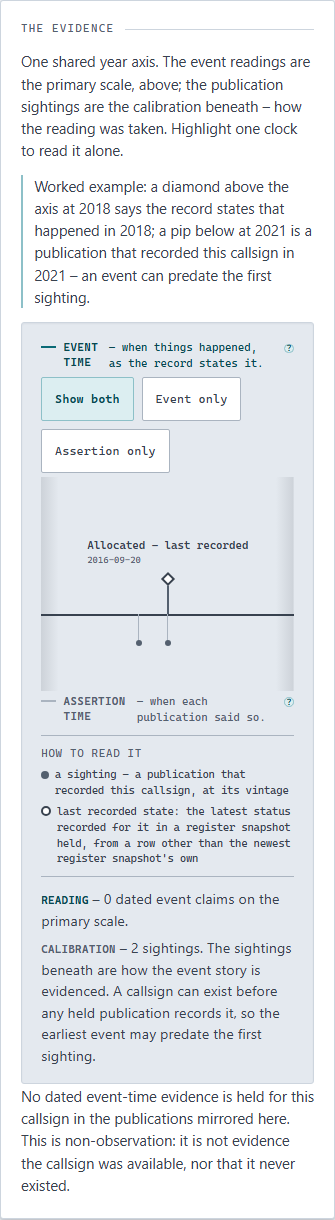 THE EVIDENCE
One shared year axis. The event readings are
the primary scale, above; the publication
sightings are the calibration beneath – how
the reading was taken. Highlight one clock
to read it alone.
Worked example: a diamond above the
axis at 2018 says the record states that
happened in 2018; a pip below at 2021 is a
publication that recorded this callsign in
2021 – an event can predate the first
sighting.
EVENT TIME – when things happened,
as the record states it. ?
Show both Event only
Assertion only
Allocated – last recorded
2016-09-20
ASSERTION TIME – when each
publication said so. ?
HOW TO READ IT
a sighting – a publication that
recorded this callsign, at its vintage
last recorded state: the latest status
recorded for it in a register snapshot
held, from a row other than the newest
register snapshot's own
READING – 0 dated event claims on the
primary scale.
CALIBRATION – 2 sightings. The sightings
beneath are how the event story is
evidenced. A callsign can exist before
any held publication records it, so the
earliest event may predate the first
sighting.
No dated event-time evidence is held for this
callsign in the publications mirrored here.
This is non-observation: it is not evidence
the callsign was available, nor that it never
existed.